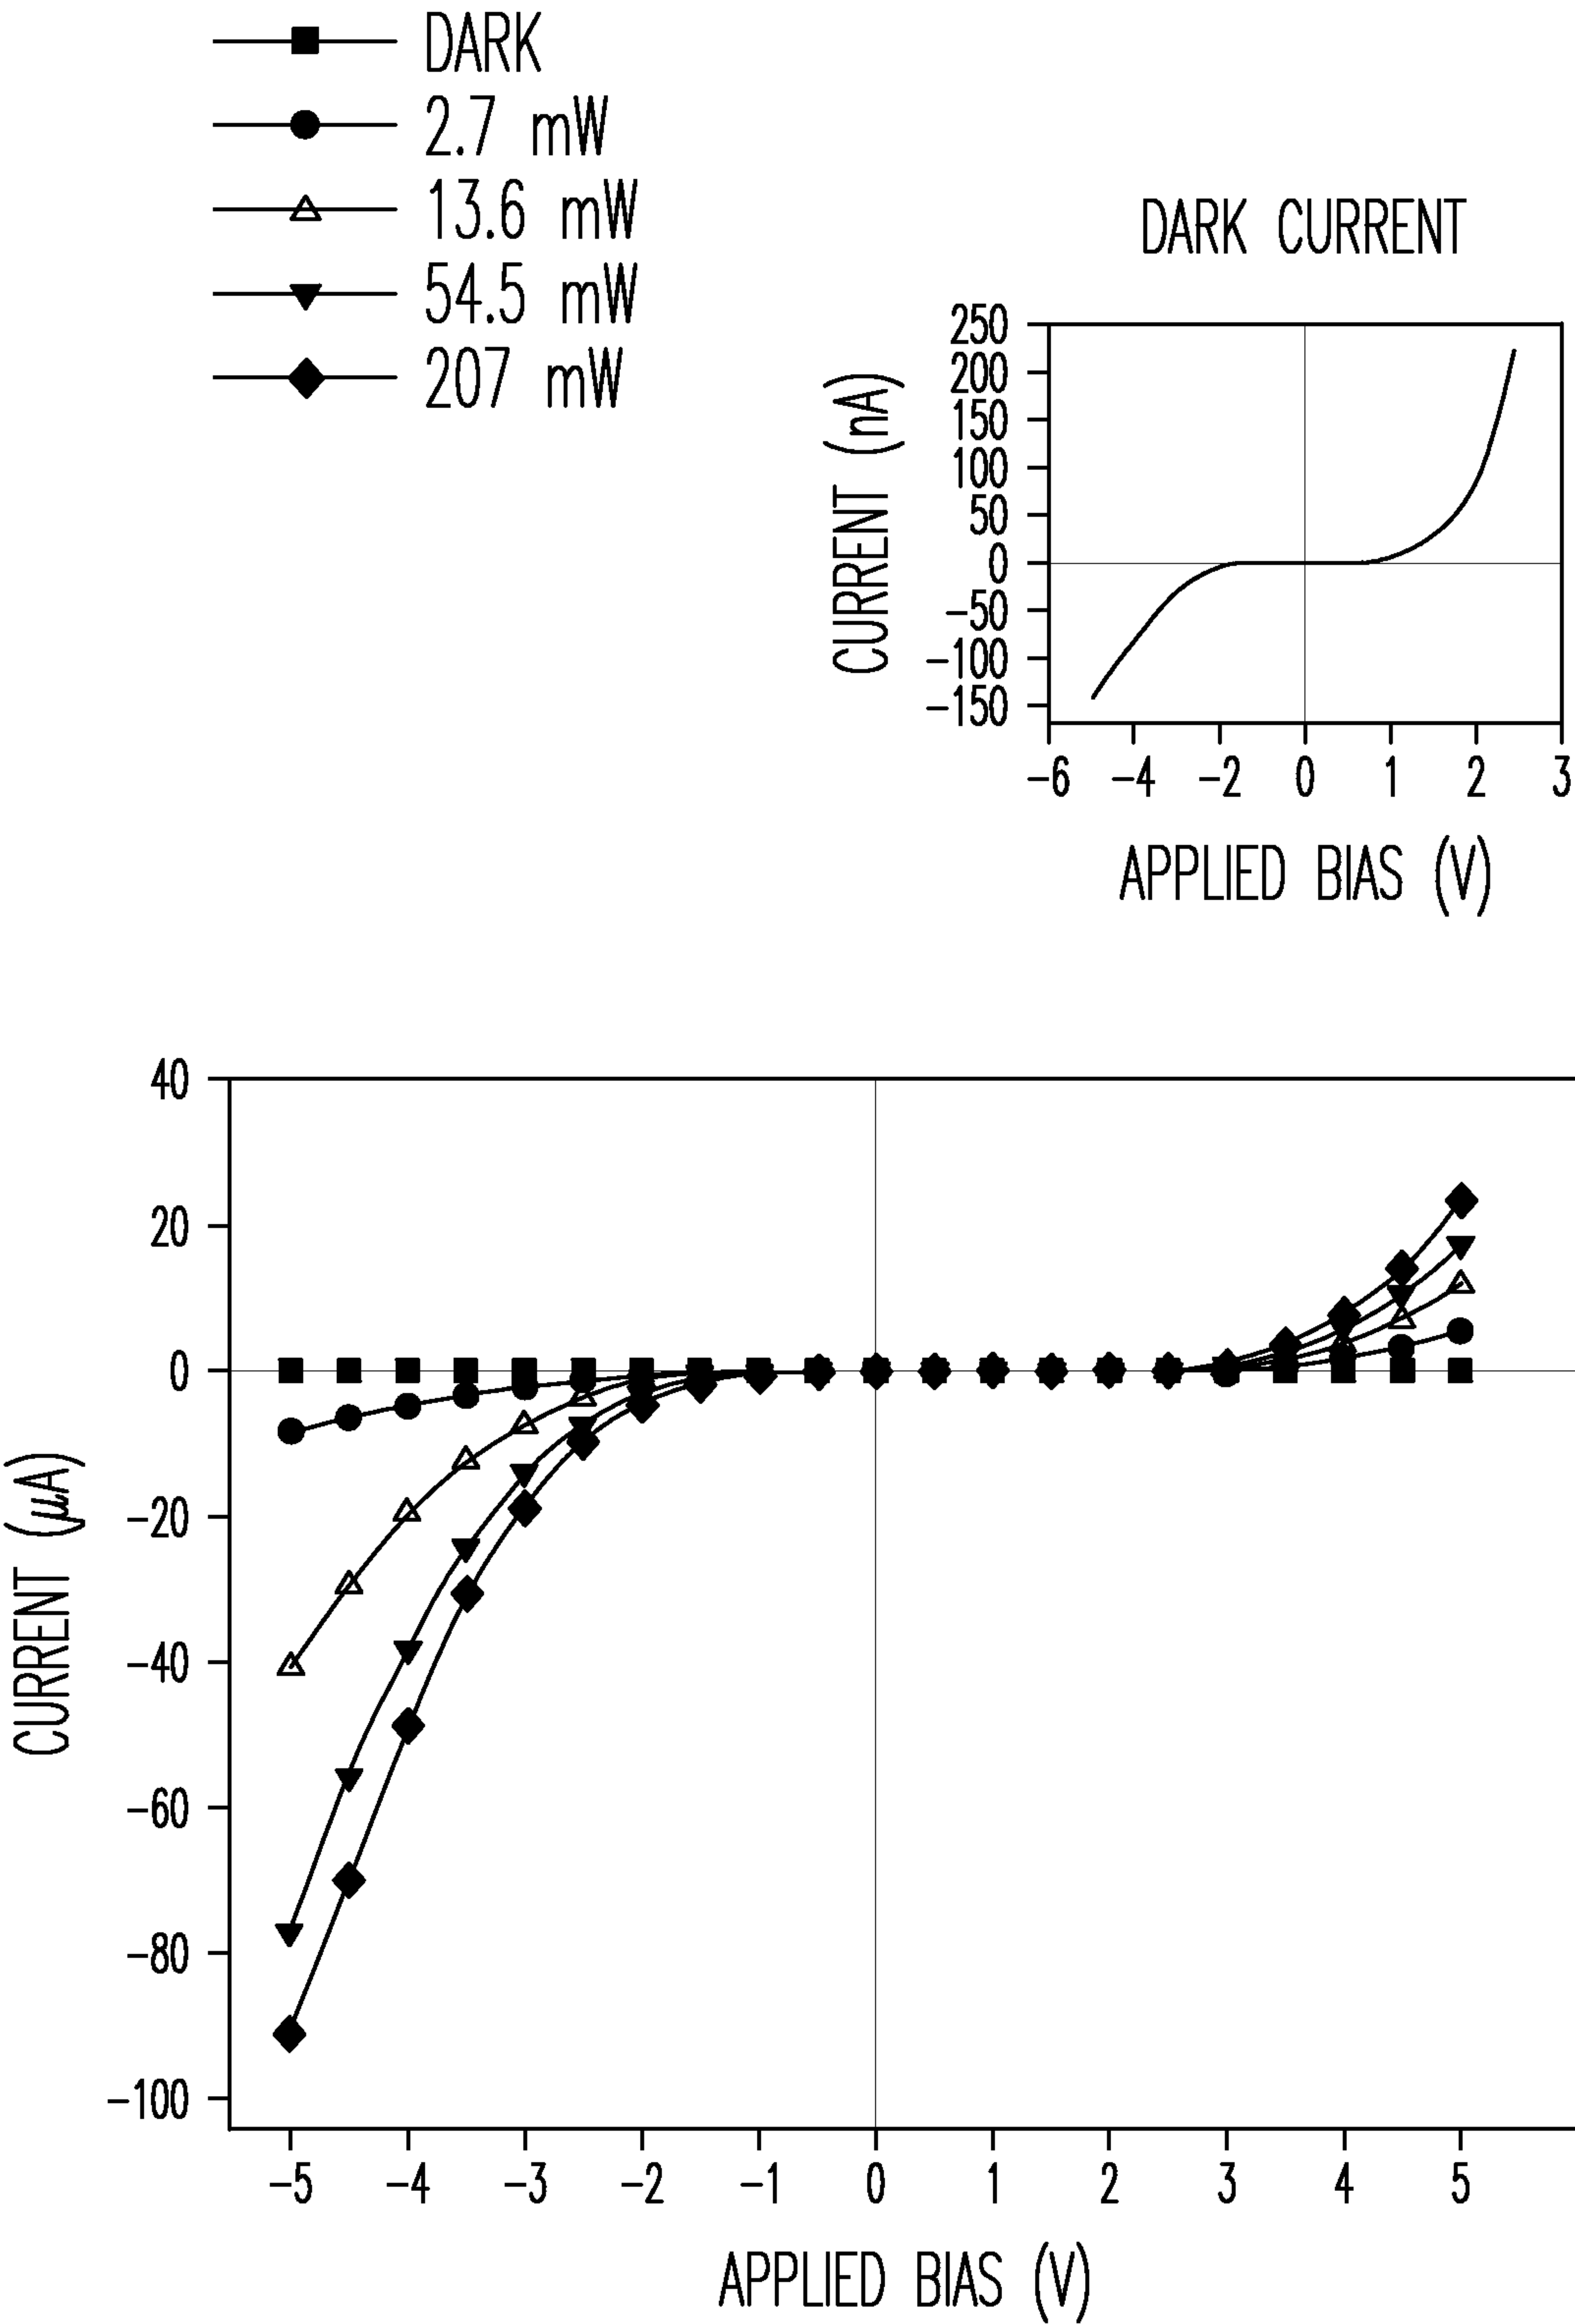 DARK
2.7 mW
13.6 mW
54.5 mW
207 mW
DARK CURRENT
CURRENT (nA)
250
200
150
100
50
0
-50
-100
-150
-6 -4 -2 0 1 2 3
APPLIED BIAS (V)
CURRENT (μA)
40
20
0
-20
-40
-60
-80
-100
-5 -4 -3 -2 -1 0 1 2 3 4 5
APPLIED BIAS (V)